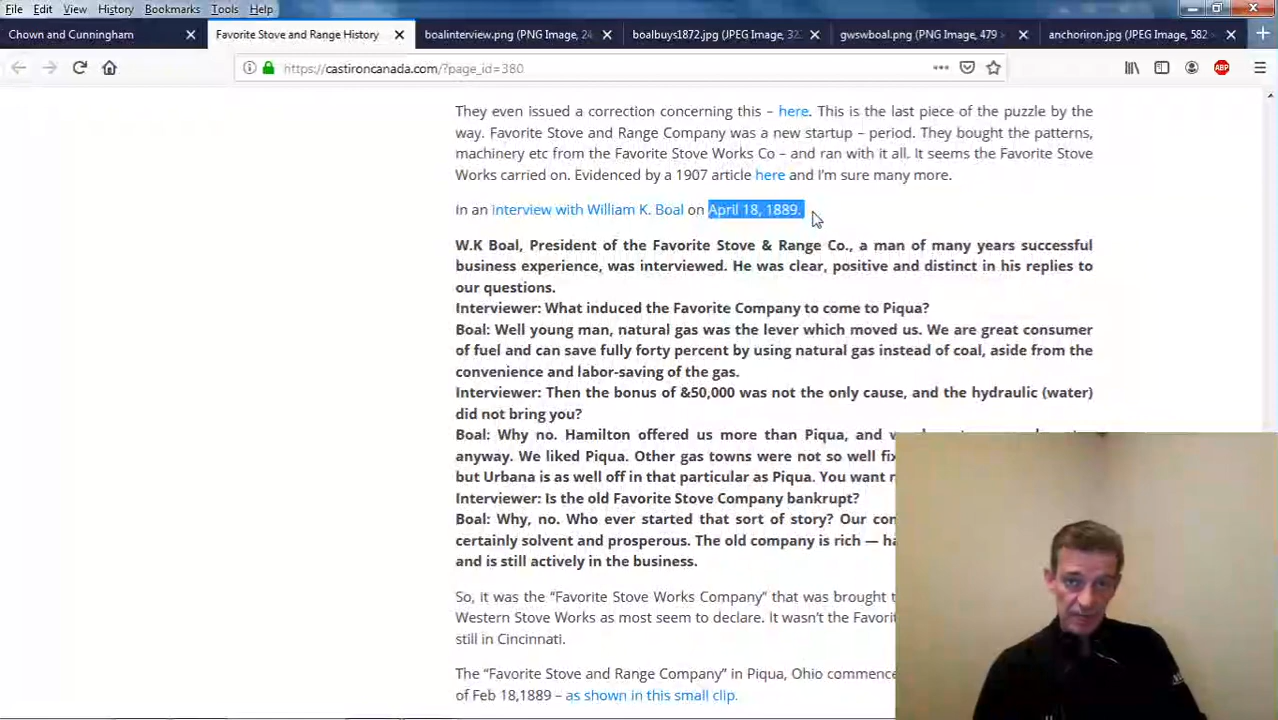 File Edit View History Bookmarks Tools Help
Chown and Cunningham
Favorite Stove and Range History
boalinterview.png (PNG Image, 24
boalbuys1872.jpg (JPEG Image, 32
gwswboal.png (PNG Image, 479
anchoriron.jpg (JPEG Image, 582
https://castironcanada.com/?page_id=380
ABP
They even issued a correction concerning this – here. This is the last piece of the puzzle by the
way. Favorite Stove and Range Company was a new startup – period. They bought the patterns,
machinery etc from the Favorite Stove Works Co – and ran with it all. It seems the Favorite Stove
Works carried on. Evidenced by a 1907 article here and I'm sure many more.
In an interview with William K. Boal on April 18, 1889.
W.K Boal, President of the Favorite Stove & Range Co., a man of many years successful
business experience, was interviewed. He was clear, positive and distinct in his replies to
our questions.
Interviewer: What induced the Favorite Company to come to Piqua?
Boal: Well young man, natural gas was the lever which moved us. We are great consumer
of fuel and can save fully forty percent by using natural gas instead of coal, aside from the
convenience and labor-saving of the gas.
Interviewer: Then the bonus of &50,000 was not the only cause, and the hydraulic (water)
did not bring you?
Boal: Why no. Hamilton offered us more than Piqua, and
anyway. We liked Piqua. Other gas towns were not so well
but Urbana is as well off in that particular as Piqua. You want
Interviewer: Is the old Favorite Stove Company bankrupt?
Boal: Why, no. Who ever started that sort of story? Our
certainly solvent and prosperous. The old company is rich —
and is still actively in the business.
So, it was the "Favorite Stove Works Company" that was brought
Western Stove Works as most seem to declare. It wasn't the
still in Cincinnati.
The "Favorite Stove and Range Company" in Piqua, Ohio
of Feb 18,1889 – as shown in this small clip.